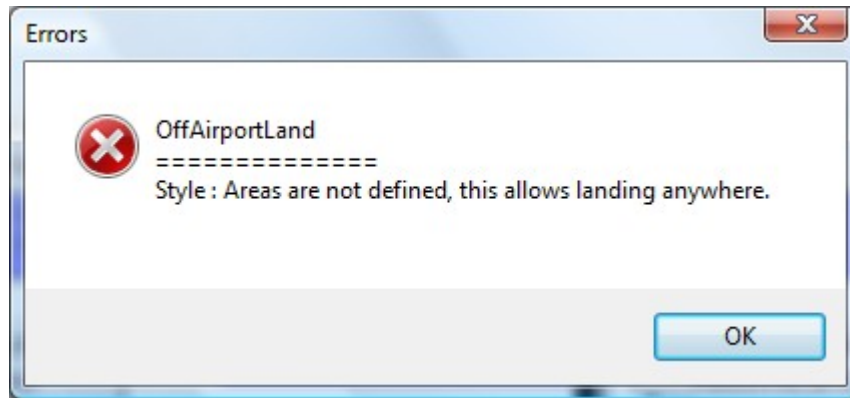 Errors
OffAirportLand
==============
Style : Areas are not defined, this allows landing anywhere.
OK